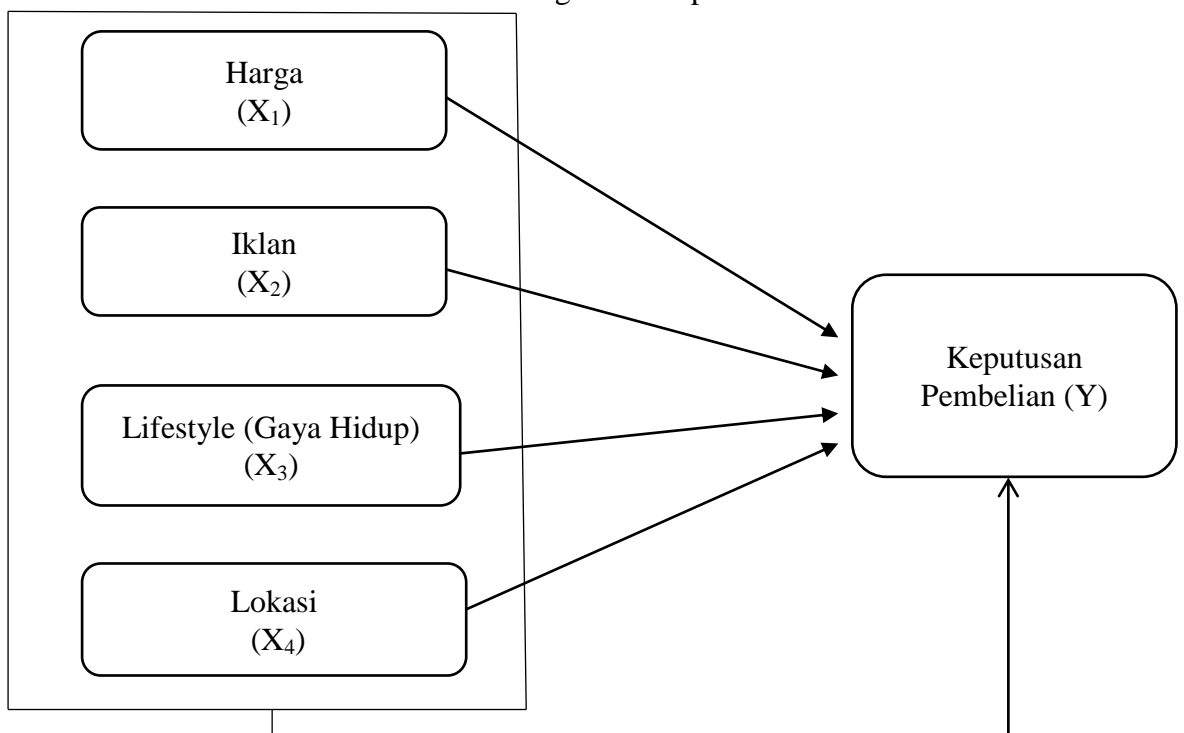 Harga
(X₁)
Iklan
(X₂)
Lifestyle (Gaya Hidup)
(X₃)
Lokasi
(X₄)
Keputusan
Pembelian (Y)